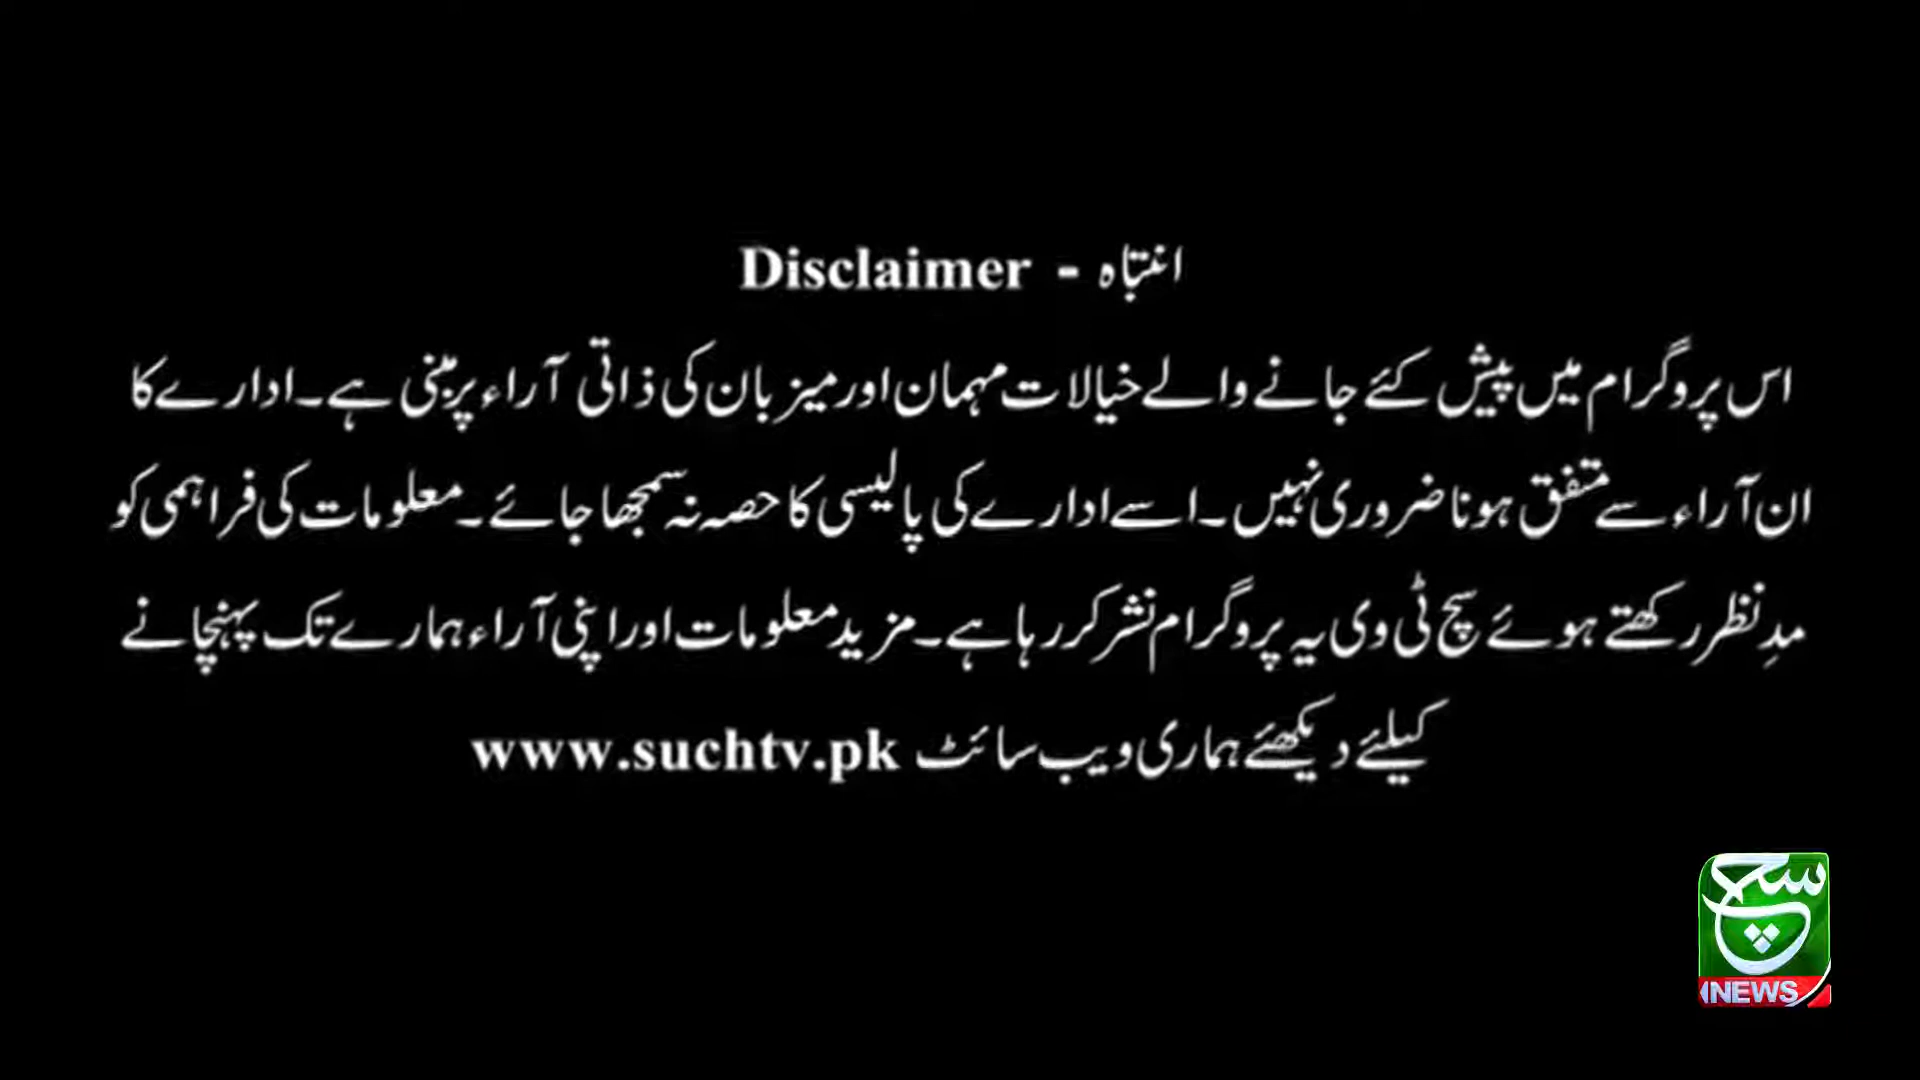 انتباہ - Disclaimer
اس پروگرام میں پیش کئے جانے والے خیالات مہمان اور میزبان کی ذاتی آراء پر مبنی ہے۔ ادارے کا
ان آراء سے متفق ہونا ضروری نہیں۔ اسے ادارے کی پالیسی کا حصہ نہ سمجھا جائے۔ معلومات کی فراہمی کو
مدِ نظر رکھتے ہوئے سچ ٹی وی یہ پروگرام نشر کر رہا ہے۔ مزید معلومات اور اپنی آراء ہمارے تک پہنچانے
کیلئے دیکھئے ہماری ویب سائٹ www.suchtv.pk
سچ
NEWS